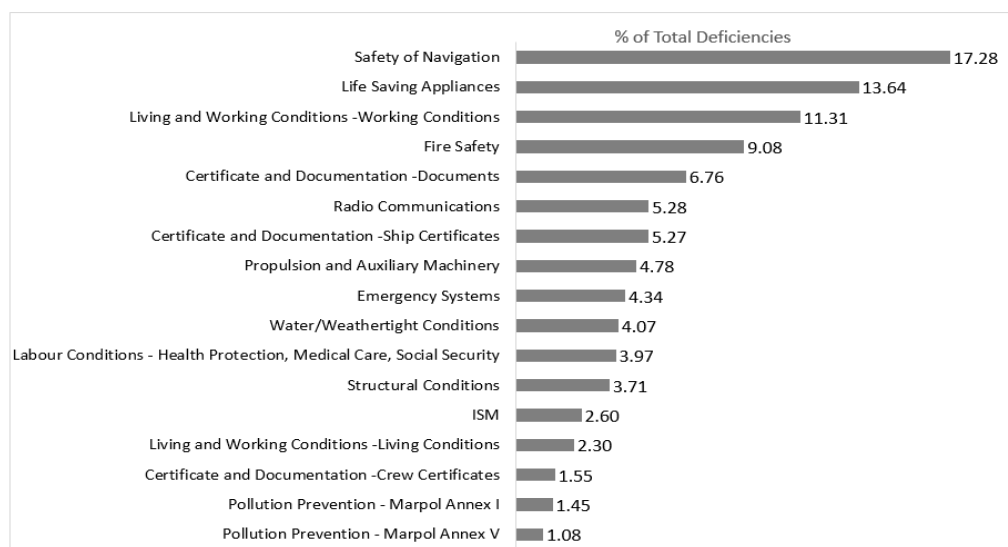 % of Total Deficiencies
Safety of Navigation 17.28
Life Saving Appliances 13.64
Living and Working Conditions -Working Conditions 11.31
Fire Safety 9.08
Certificate and Documentation -Documents 6.76
Radio Communications 5.28
Certificate and Documentation -Ship Certificates 5.27
Propulsion and Auxiliary Machinery 4.78
Emergency Systems 4.34
Water/Weathertight Conditions 4.07
Labour Conditions - Health Protection, Medical Care, Social Security 3.97
Structural Conditions 3.71
ISM 2.60
Living and Working Conditions -Living Conditions 2.30
Certificate and Documentation -Crew Certificates 1.55
Pollution Prevention - Marpol Annex I 1.45
Pollution Prevention - Marpol Annex V 1.08